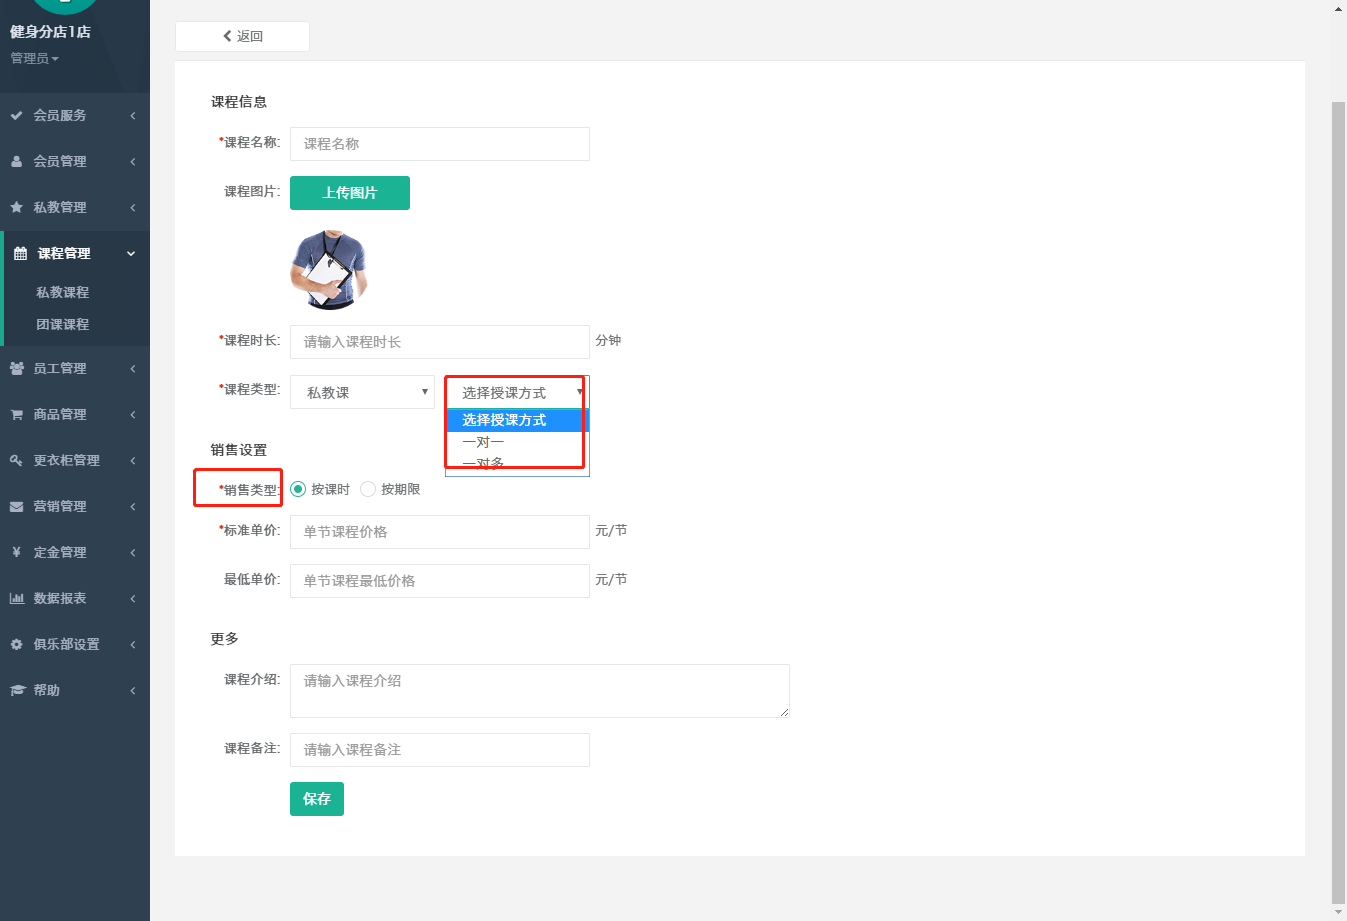 健身分店1店
管理员
会员服务
会员管理
私教管理
课程管理
私教课程
团课课程
员工管理
商品管理
更衣柜管理
营销管理
¥ 定金管理
数据报表
俱乐部设置
帮助
返回
课程信息
*课程名称: 课程名称
课程图片: 上传图片
*课程时长: 请输入课程时长 分钟
*课程类型: 私教课 选择授课方式
选择授课方式
一对一
一对多
销售设置
*销售类型: 按课时 按期限
*标准单价: 单节课程价格 元/节
最低单价: 单节课程最低价格 元/节
更多
课程介绍: 请输入课程介绍
课程备注: 请输入课程备注
保存